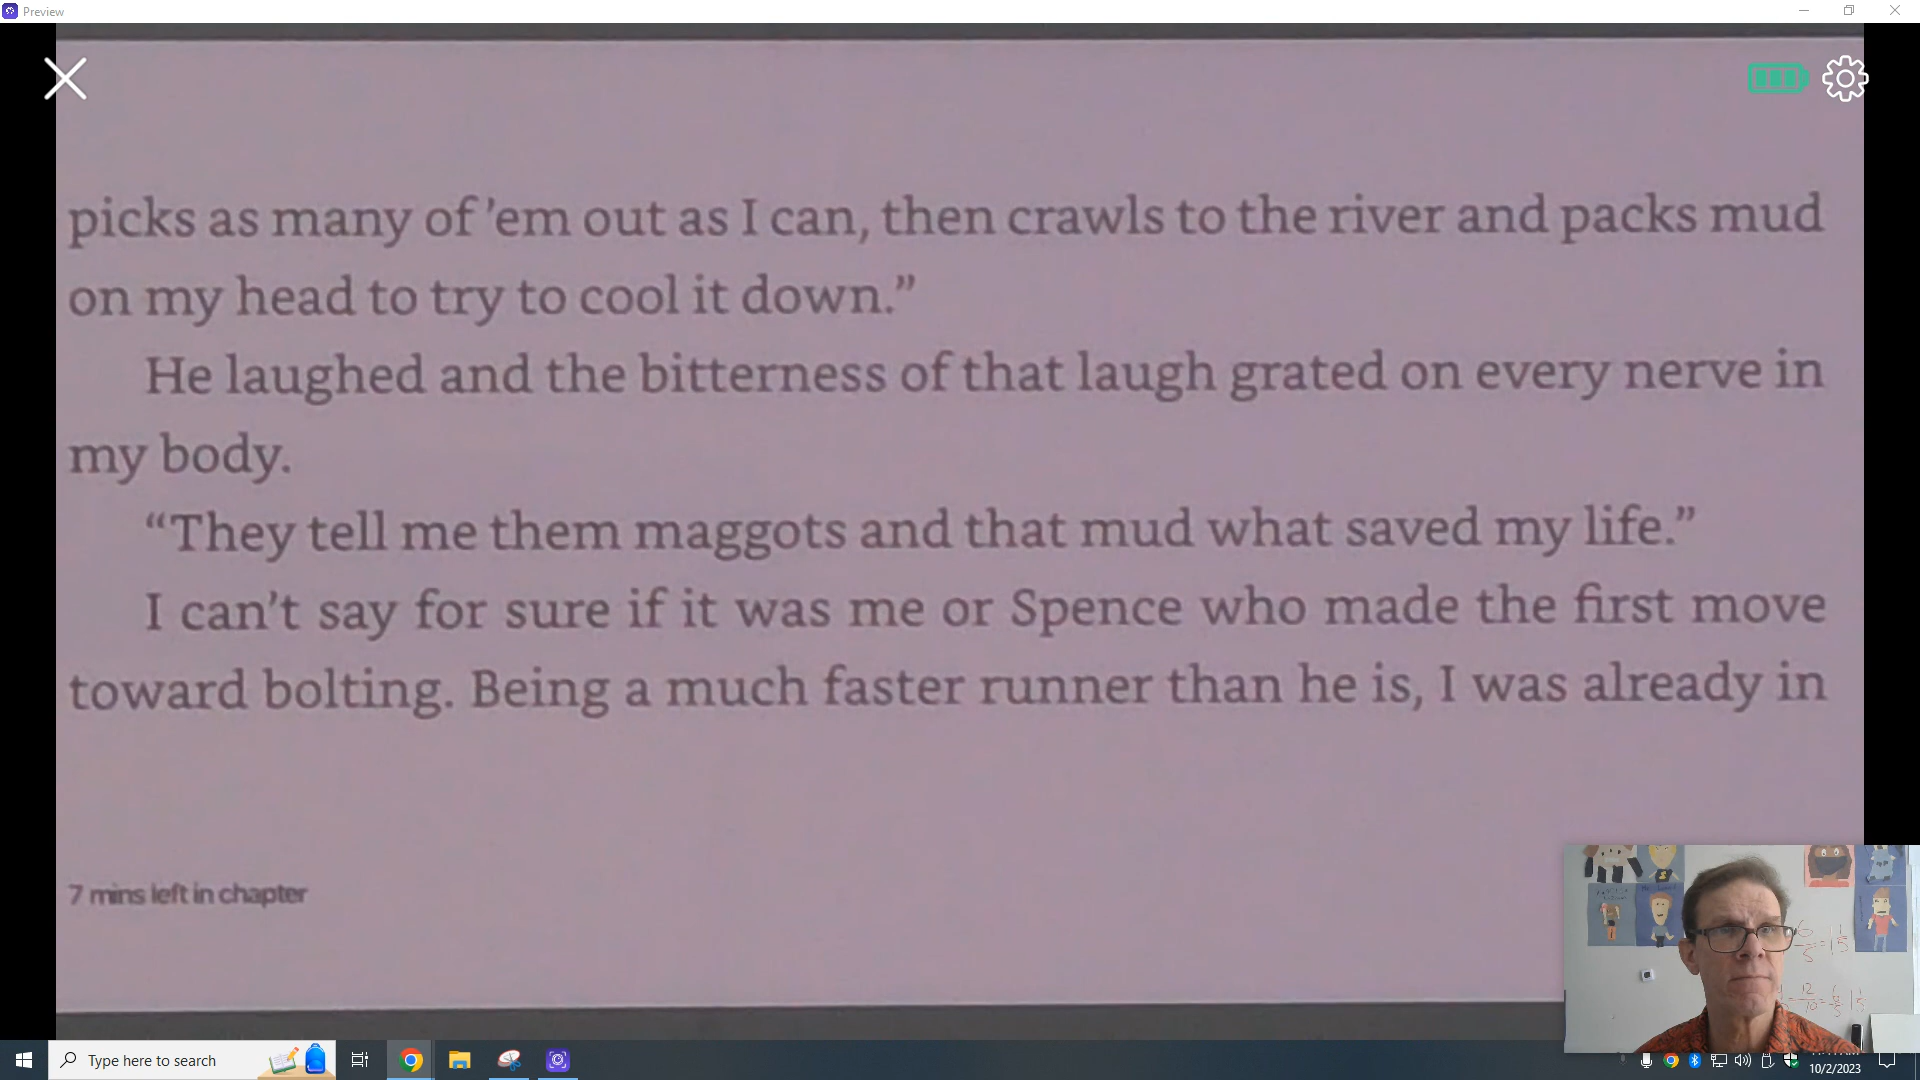 Preview
picks as many of ’em out as I can, then crawls to the river and packs mud
on my head to try to cool it down.”
He laughed and the bitterness of that laugh grated on every nerve in
my body.
“They tell me them maggots and that mud what saved my life.”
I can’t say for sure if it was me or Spence who made the first move
toward bolting. Being a much faster runner than he is, I was already in
7 mins left in chapter
Type here to search
10/2/2023